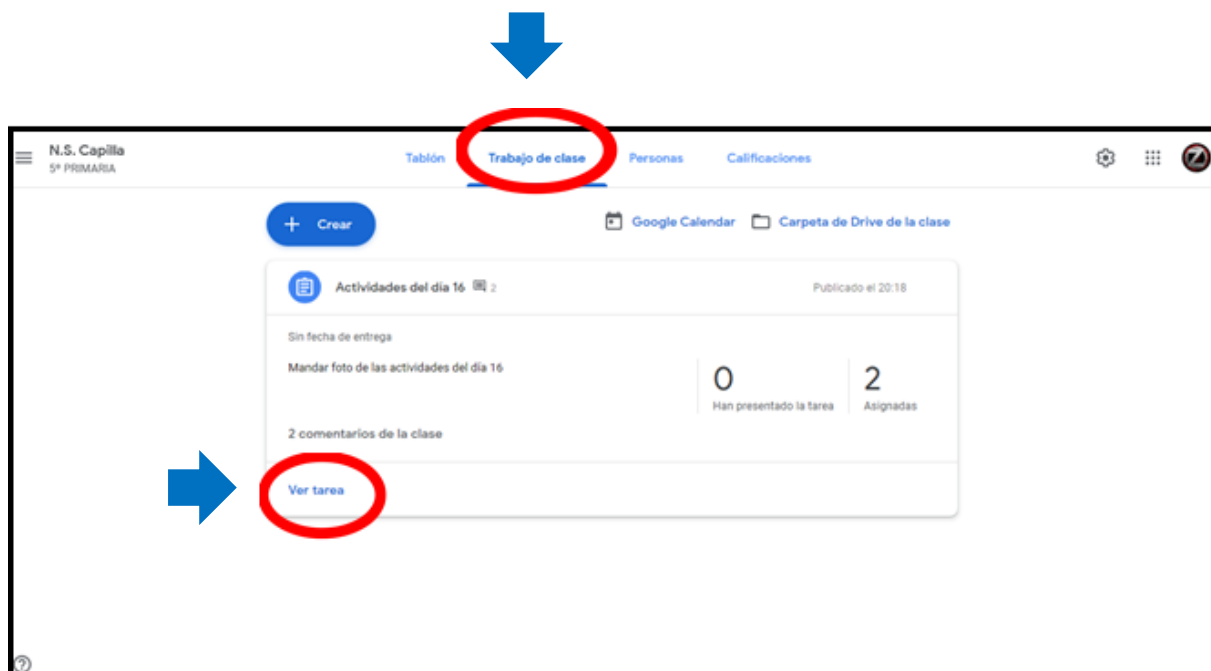 N.S. Capilla
5º PRIMARIA
Tablón Trabajo de clase Personas Calificaciones
+ Crear
Google Calendar Carpeta de Drive de la clase
Actividades del día 16 2
Publicado el 20:18
Sin fecha de entrega
Mandar foto de las actividades del día 16
0 2
Han presentado la tarea Asignadas
2 comentarios de la clase
Ver tarea